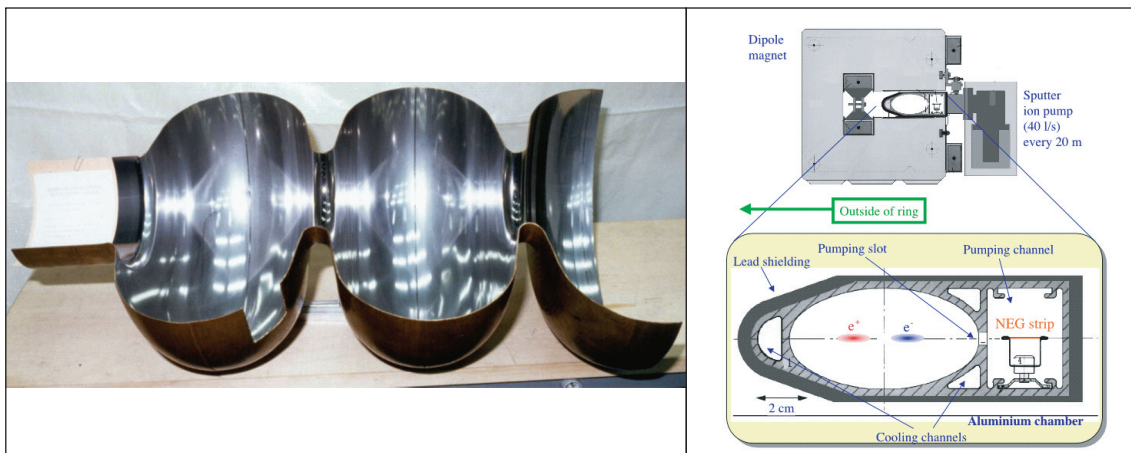 Dipole
magnet
Sputter
ion pump
(40 l/s)
every 20 m
Outside of ring
Pumping slot
Pumping channel
Lead shielding
NEG strip
e⁺
e⁻
2 cm
Aluminium chamber
Cooling channels